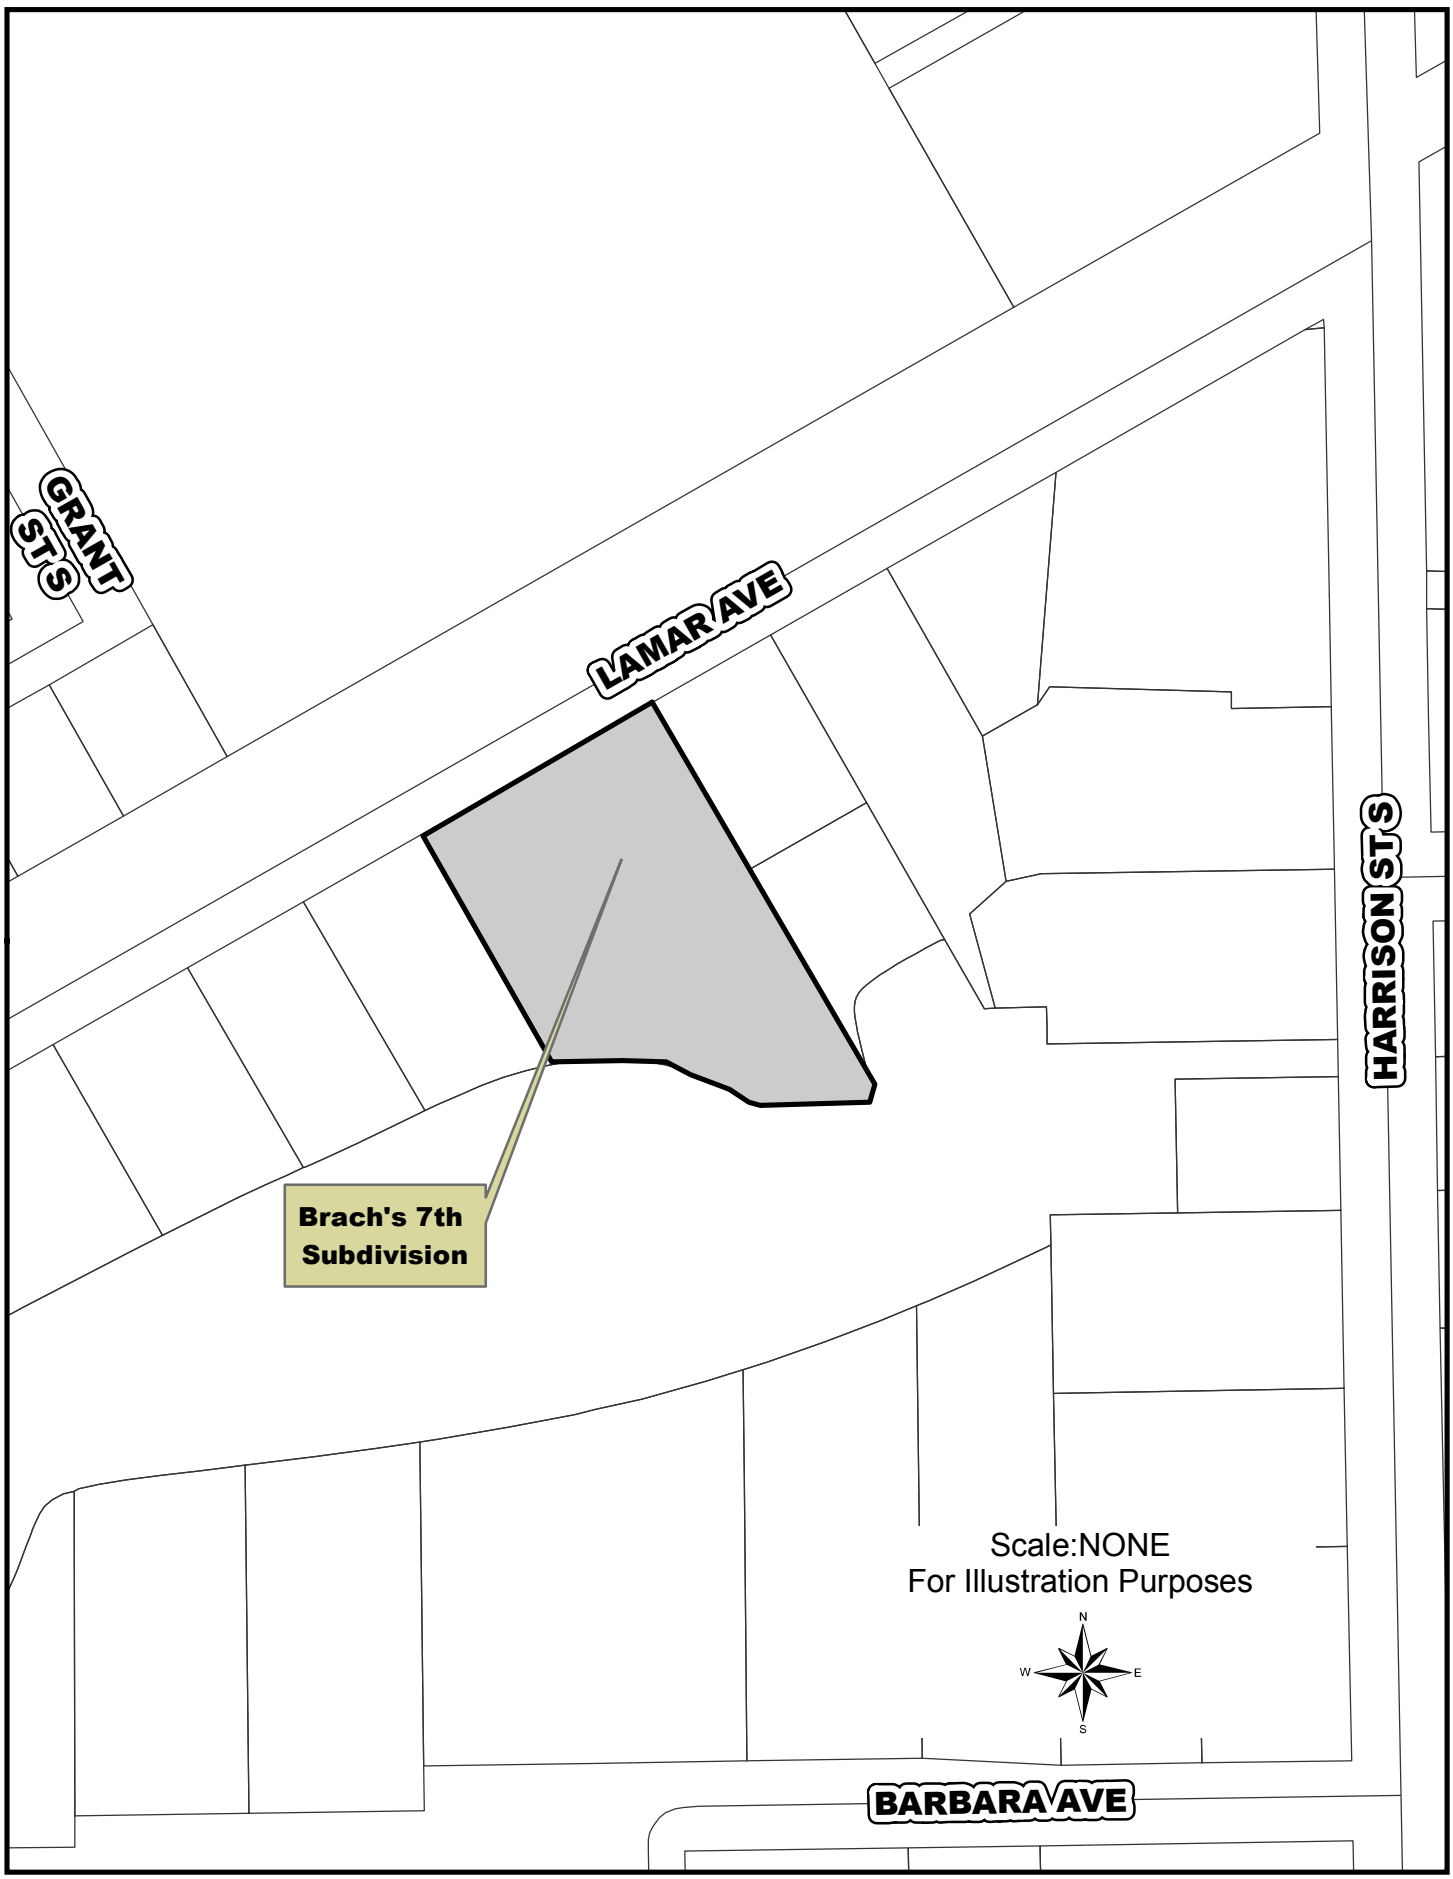 GRANT
ST S
LAMAR AVE
HARRISON ST S
Brach's 7th
Subdivision
Scale:NONE
For Illustration Purposes
N
W
E
S
BARBARA AVE